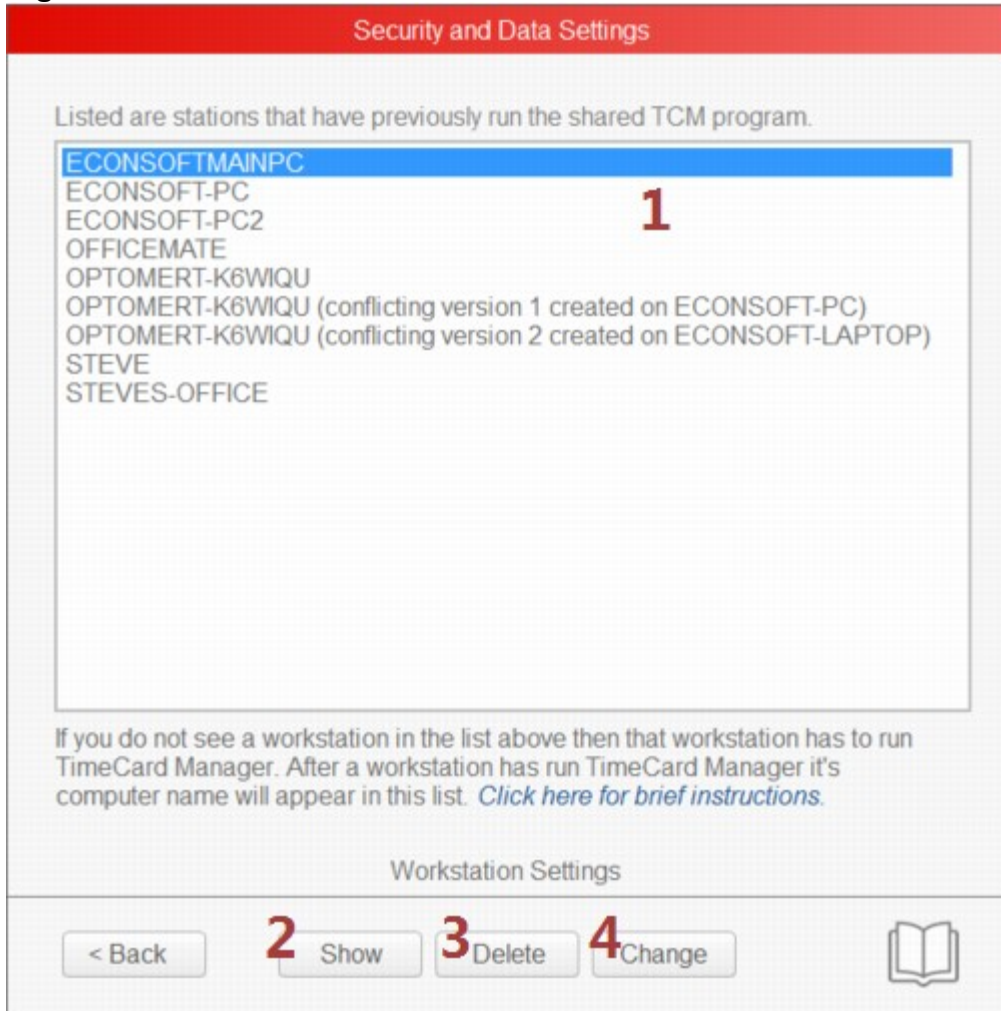 Security and Data Settings
Listed are stations that have previously run the shared TCM program.
ECONSOFTMAINPC
ECONSOFT-PC
ECONSOFT-PC2
OFFICEMATE
OPTOMERT-K6WIQU
OPTOMERT-K6WIQU (conflicting version 1 created on ECONSOFT-PC)
OPTOMERT-K6WIQU (conflicting version 2 created on ECONSOFT-LAPTOP)
STEVE
STEVES-OFFICE
1
If you do not see a workstation in the list above then that workstation has to run
TimeCard Manager. After a workstation has run TimeCard Manager it's
computer name will appear in this list. Click here for brief instructions.
Workstation Settings
< Back 2 Show 3 Delete 4 Change